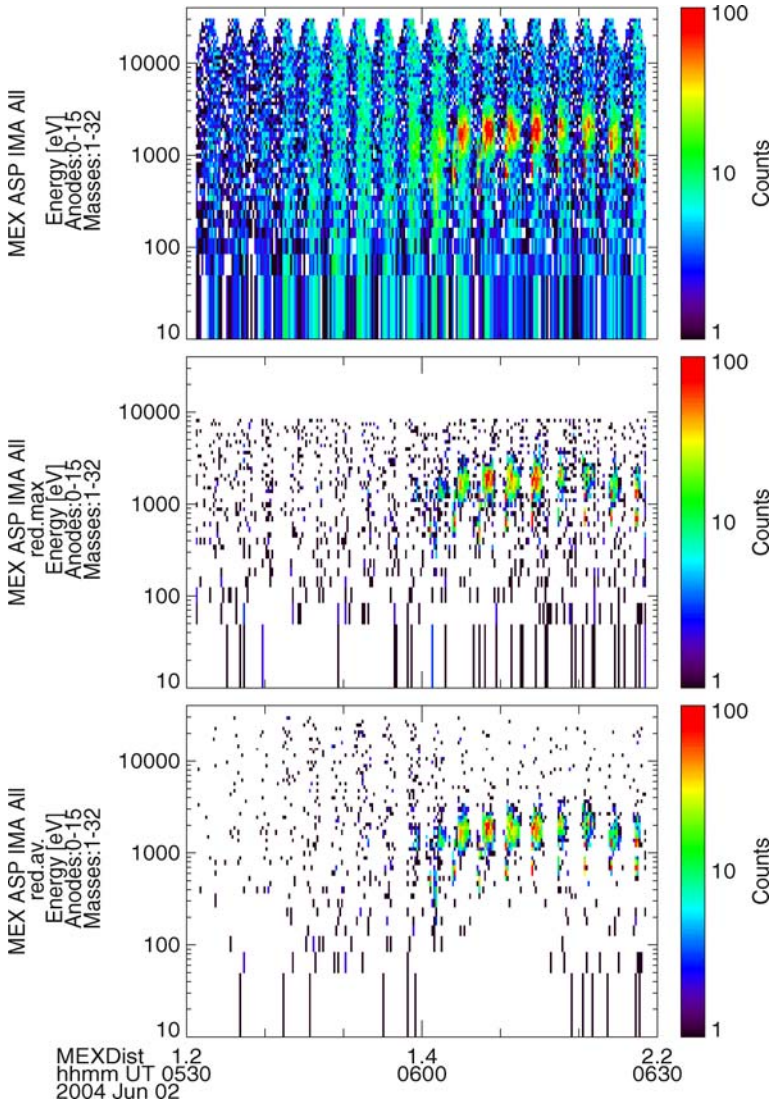 MEX ASP IMA All
Energy [eV]
Anodes:0-15
Masses:1-32
10000
1000
100
10
100
10
1
Counts
MEX ASP IMA All
red.max
Energy [eV]
Anodes:0-15
Masses:1-32
10000
1000
100
10
100
10
1
Counts
MEX ASP IMA All
red.av.
Energy [eV]
Anodes:0-15
Masses:1-32
10000
1000
100
10
100
10
1
Counts
MEXDist 1.2 1.4 2.2
hhmm UT 0530 0600 0630
2004 Jun 02